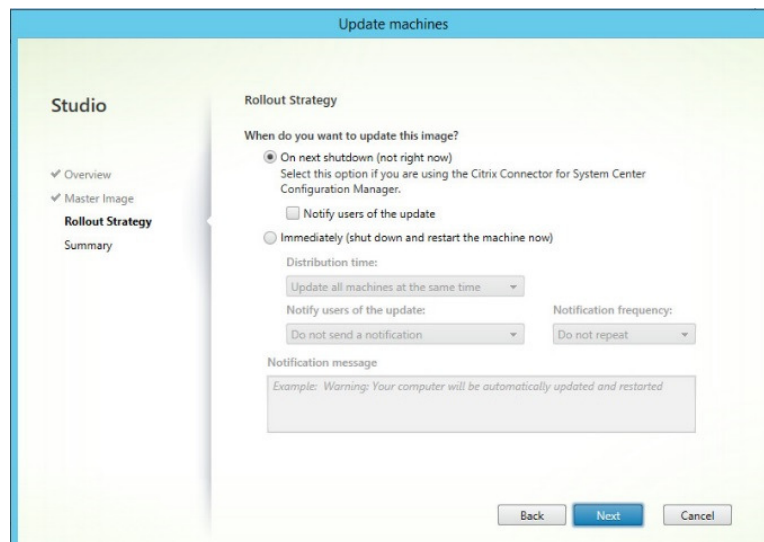 Update machines
Studio
Overview
Master Image
Rollout Strategy
Summary
Rollout Strategy
When do you want to update this image?
On next shutdown (not right now)
Select this option if you are using the Citrix Connector for System Center
Configuration Manager.
Notify users of the update
Immediately (shut down and restart the machine now)
Distribution time:
Update all machines at the same time
Notify users of the update:
Notification frequency:
Do not send a notification
Do not repeat
Notification message
Example: Warning: Your computer will be automatically updated and restarted
Back
Next
Cancel